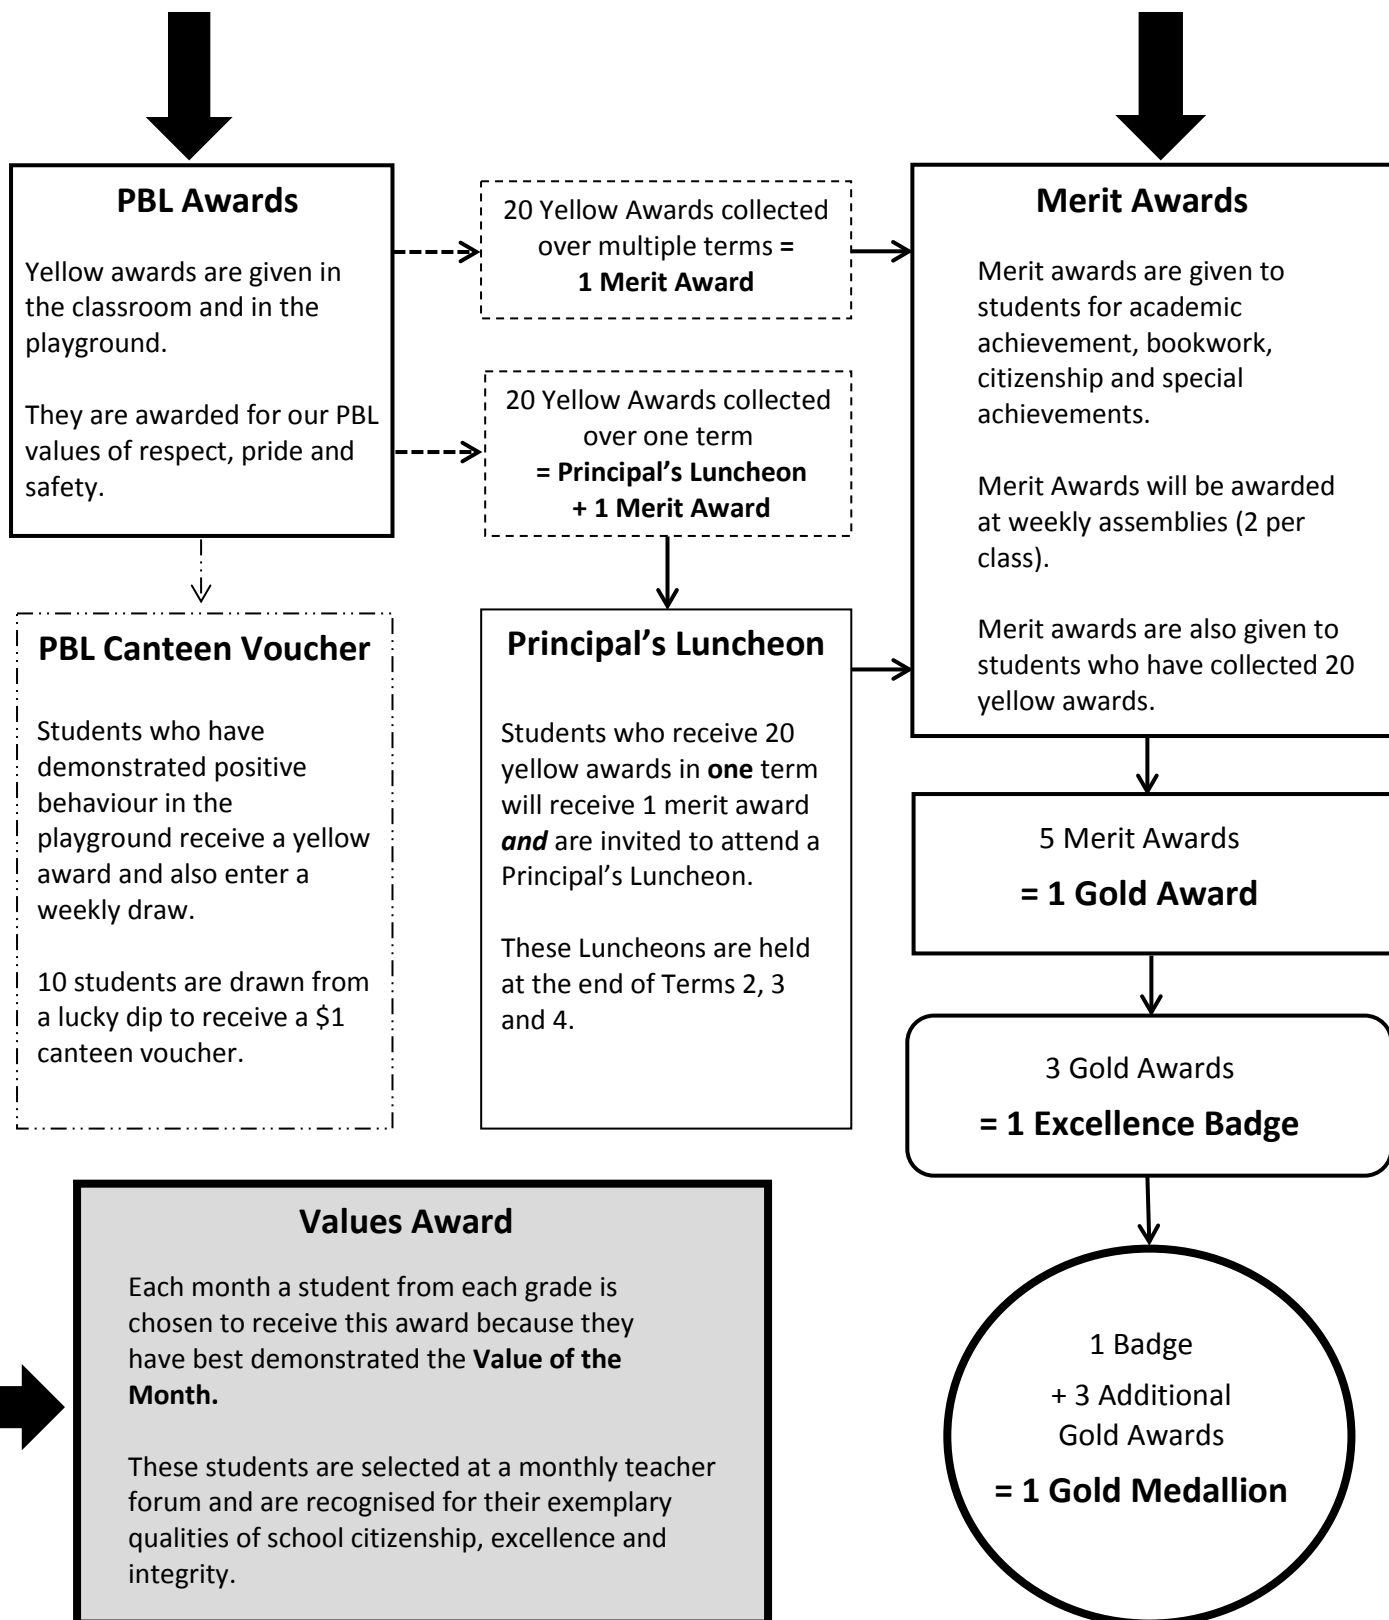 PBL Awards
Yellow awards are given in
the classroom and in the
playground.
They are awarded for our PBL
values of respect, pride and
safety.
20 Yellow Awards collected
over multiple terms =
1 Merit Award
20 Yellow Awards collected
over one term
= Principal’s Luncheon
+ 1 Merit Award
Merit Awards
Merit awards are given to
students for academic
achievement, bookwork,
citizenship and special
achievements.
Merit Awards will be awarded
at weekly assemblies (2 per
class).
Merit awards are also given to
students who have collected 20
yellow awards.
PBL Canteen Voucher
Students who have
demonstrated positive
behaviour in the
playground receive a yellow
award and also enter a
weekly draw.
10 students are drawn from
a lucky dip to receive a $1
canteen voucher.
Principal’s Luncheon
Students who receive 20
yellow awards in one term
will receive 1 merit award
and are invited to attend a
Principal’s Luncheon.
These Luncheons are held
at the end of Terms 2, 3
and 4.
5 Merit Awards
= 1 Gold Award
3 Gold Awards
= 1 Excellence Badge
Values Award
Each month a student from each grade is
chosen to receive this award because they
have best demonstrated the Value of the
Month.
These students are selected at a monthly teacher
forum and are recognised for their exemplary
qualities of school citizenship, excellence and
integrity.
1 Badge
+ 3 Additional
Gold Awards
= 1 Gold Medallion